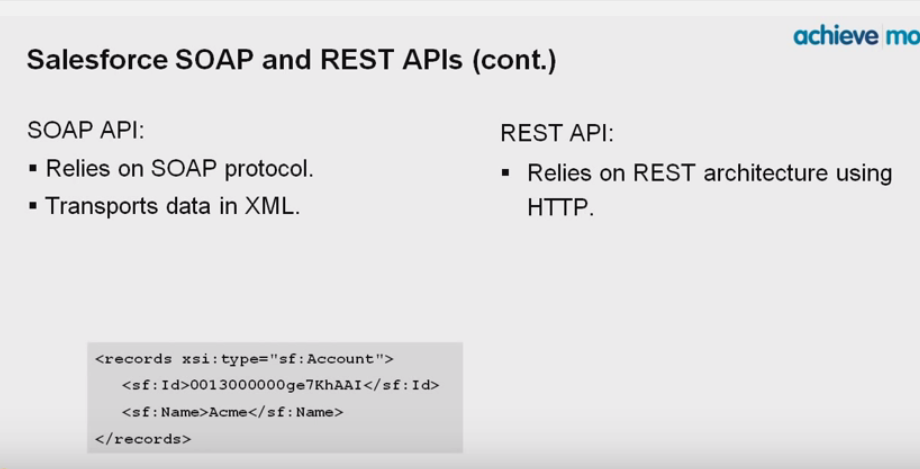 achieve mo
Salesforce SOAP and REST APIs (cont.)
SOAP API:
▪ Relies on SOAP protocol.
▪ Transports data in XML.
REST API:
▪ Relies on REST architecture using
HTTP.
<records xsi:type="sf:Account">
<sf:Id>0013000000ge7KhAAI</sf:Id>
<sf:Name>Acme</sf:Name>
</records>